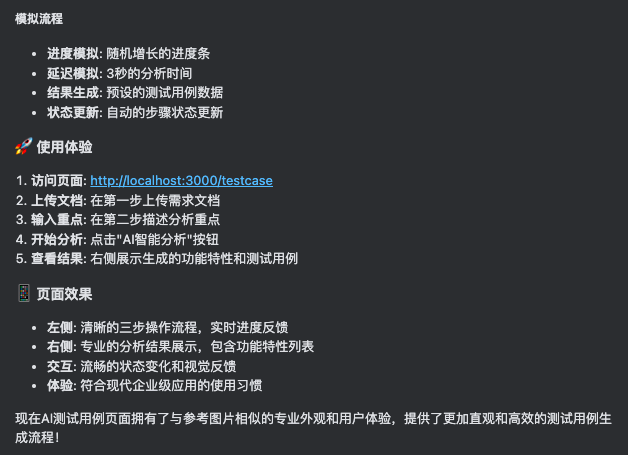 模拟流程
进度模拟: 随机增长的进度条
延迟模拟: 3秒的分析时间
结果生成: 预设的测试用例数据
状态更新: 自动的步骤状态更新
🚀 使用体验
1. 访问页面: http://localhost:3000/testcase
2. 上传文档: 在第一步上传需求文档
3. 输入重点: 在第二步描述分析重点
4. 开始分析: 点击"AI智能分析"按钮
5. 查看结果: 右侧展示生成的功能特性和测试用例
📱 页面效果
左侧: 清晰的三步操作流程，实时进度反馈
右侧: 专业的分析结果展示，包含功能特性列表
交互: 流畅的状态变化和视觉反馈
体验: 符合现代企业级应用的使用习惯
现在AI测试用例页面拥有了与参考图片相似的专业外观和用户体验，提供了更加直观和高效的测试用例生
成流程！